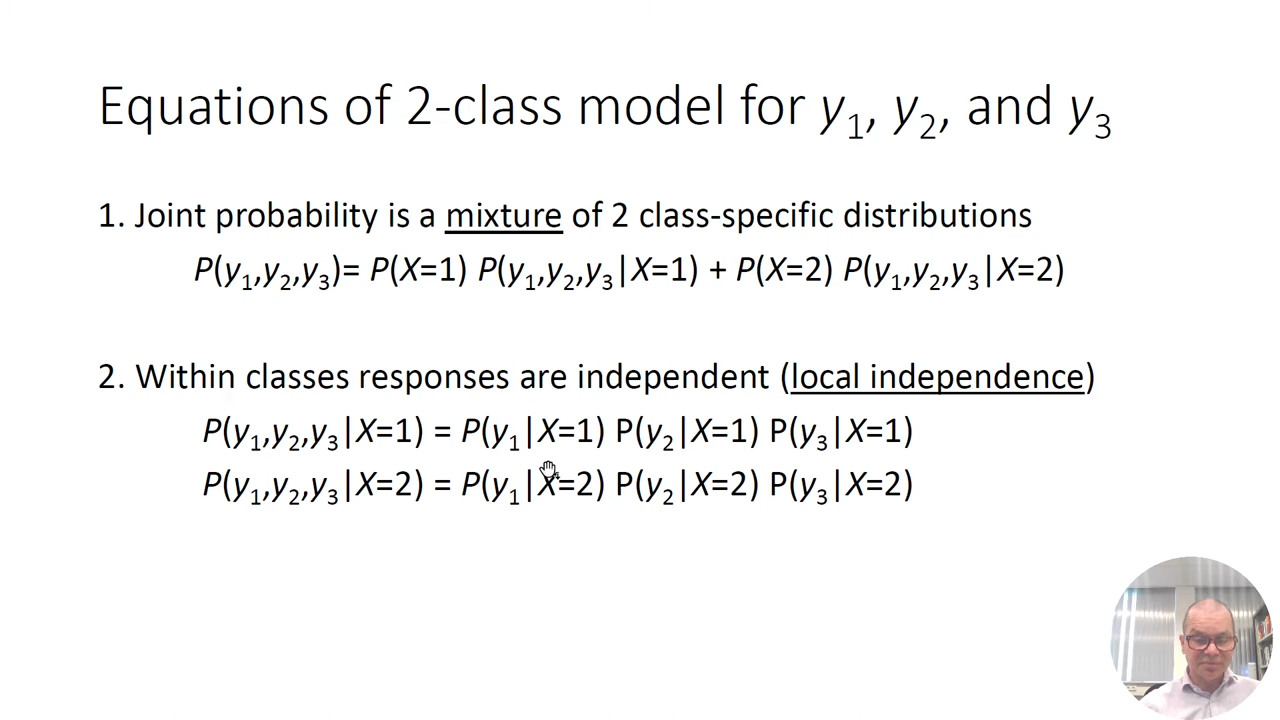 Equations of 2-class model for y₁, y₂, and y₃
1. Joint probability is a mixture of 2 class-specific distributions
P(y₁,y₂,y₃)= P(X=1) P(y₁,y₂,y₃|X=1) + P(X=2) P(y₁,y₂,y₃|X=2)
2. Within classes responses are independent (local independence)
P(y₁,y₂,y₃|X=1) = P(y₁|X=1) P(y₂|X=1) P(y₃|X=1)
P(y₁,y₂,y₃|X=2) = P(y₁|X=2) P(y₂|X=2) P(y₃|X=2)